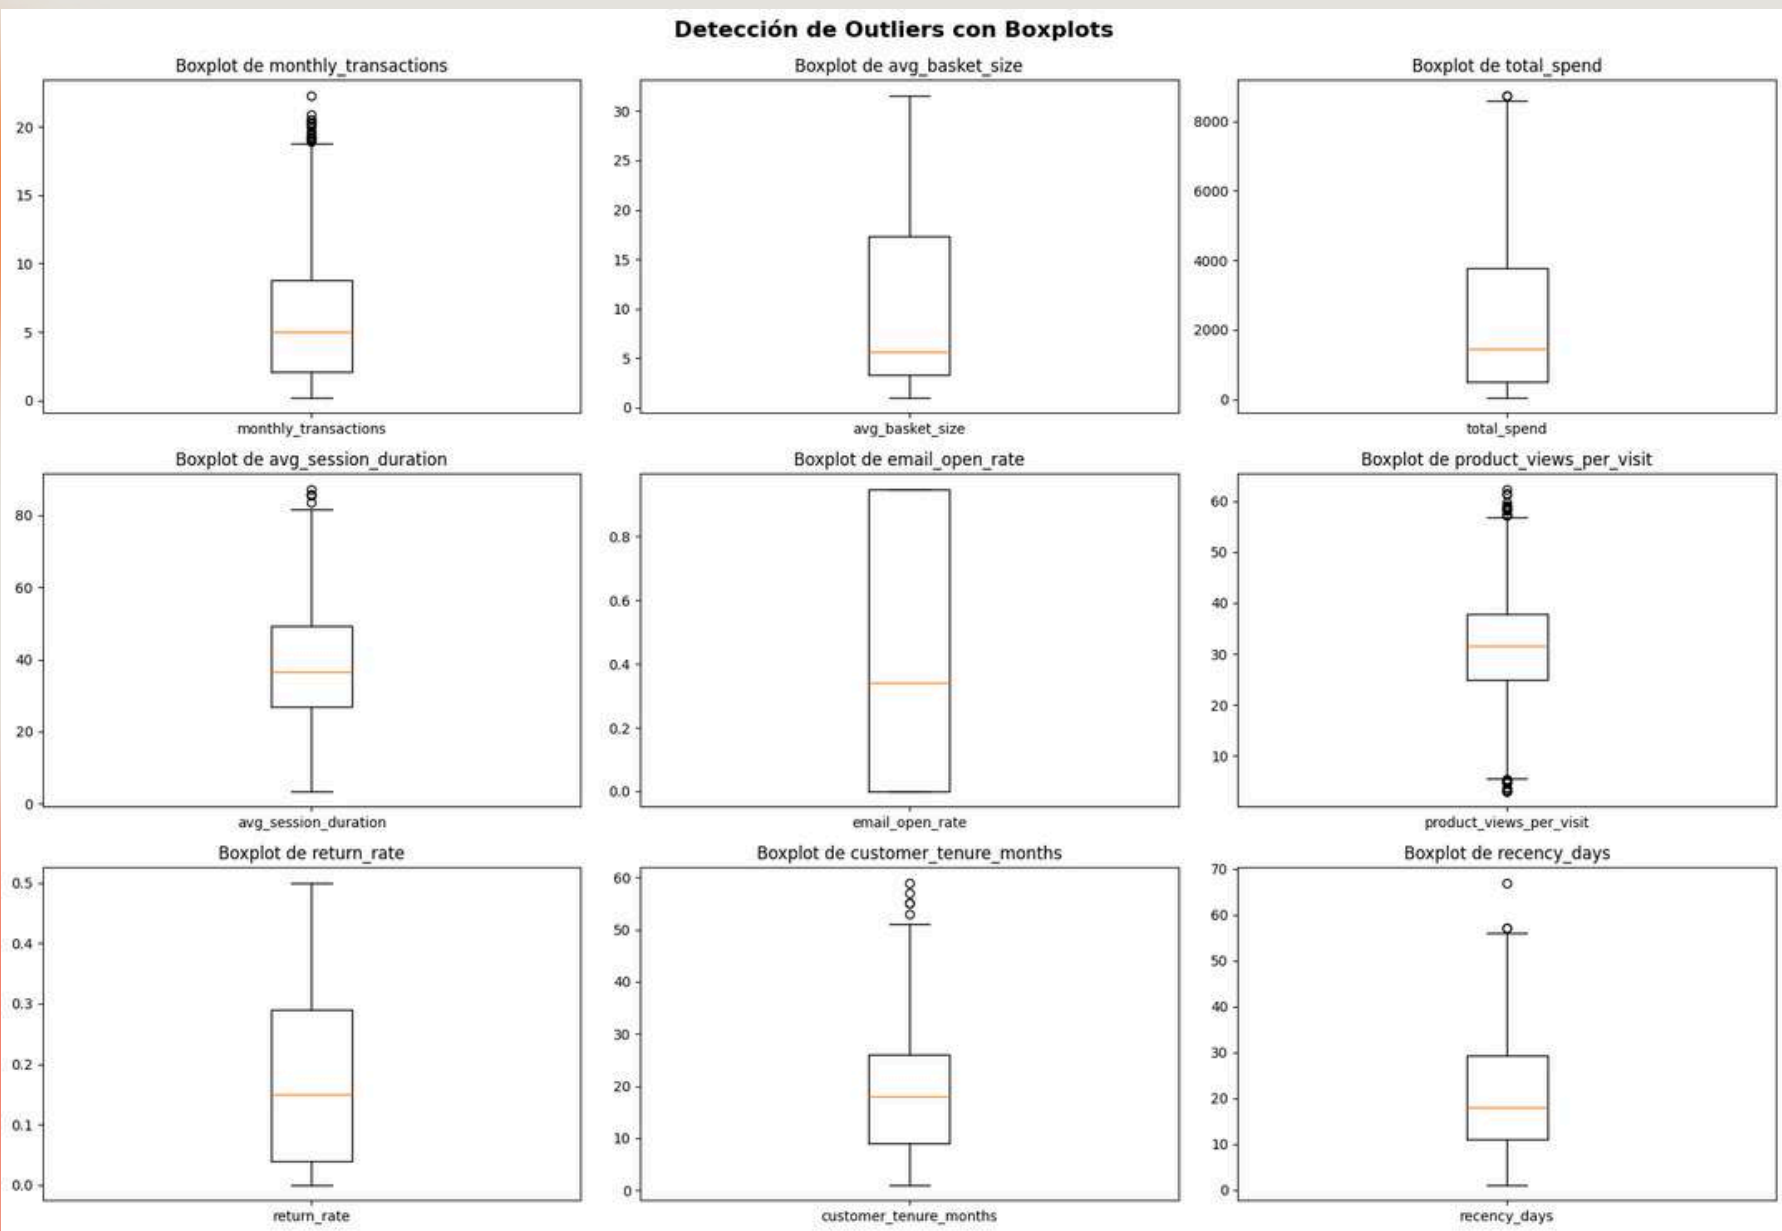 Detección de Outliers con Boxplots
Boxplot de monthly_transactions
20
15
10
5
0
monthly_transactions
Boxplot de avg_basket_size
30
25
20
15
10
5
0
avg_basket_size
Boxplot de total_spend
8000
6000
4000
2000
0
total_spend
Boxplot de avg_session_duration
80
60
40
20
0
avg_session_duration
Boxplot de email_open_rate
0.8
0.6
0.4
0.2
0.0
email_open_rate
Boxplot de product_views_per_visit
60
50
40
30
20
10
product_views_per_visit
Boxplot de return_rate
0.5
0.4
0.3
0.2
0.1
0.0
return_rate
Boxplot de customer_tenure_months
60
50
40
30
20
10
0
customer_tenure_months
Boxplot de recency_days
70
60
50
40
30
20
10
0
recency_days